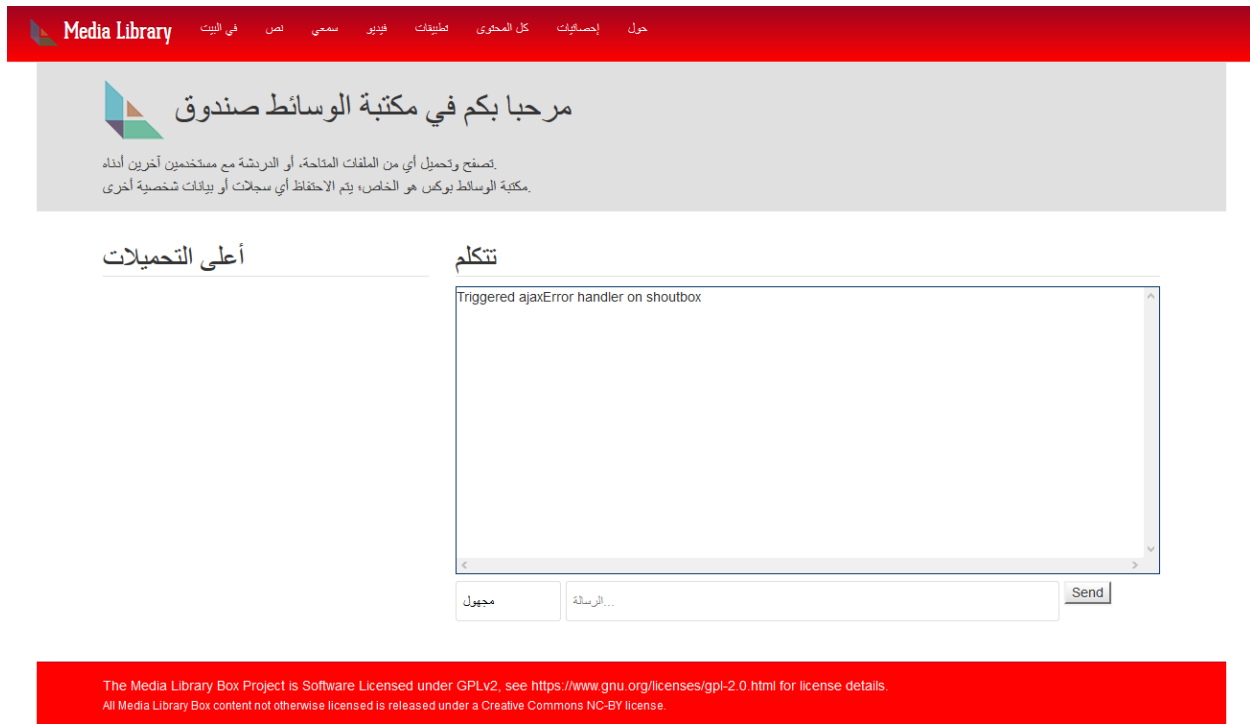 Media Library
في البيت
نص
سمعي
فيديو
تطبيقات
كل المحتوى
إحصائيات
حول
مرحبا بكم في مكتبة الوسائط صندوق
.تصفح وتحميل أي من الملفات المتاحة، أو الدردشة مع مستخدمين آخرين أدناه
.مكتبة الوسائط بوكس هو الخاص؛ يتم الاحتفاظ أي سجلات أو بيانات شخصية أخرى
أعلى التحميلات
تتكلم
Triggered ajaxError handler on shoutbox
مجهول
...الرسالة
Send
The Media Library Box Project is Software Licensed under GPLv2, see https://www.gnu.org/licenses/gpl-2.0.html for license details.
All Media Library Box content not otherwise licensed is released under a Creative Commons NC-BY license.